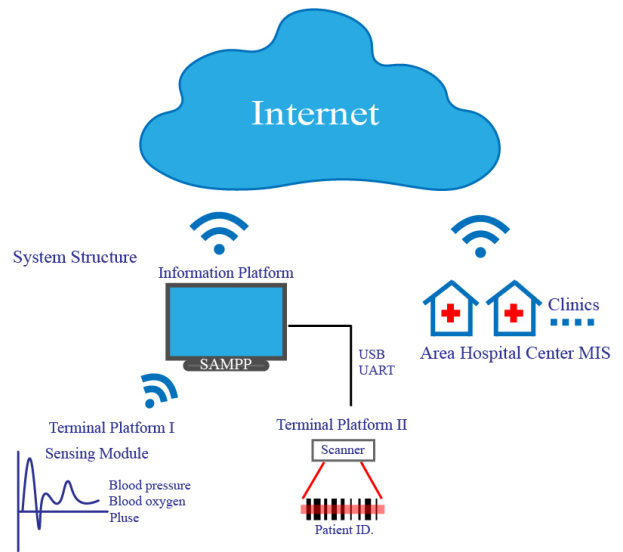 Internet
System Structure
Information Platform
SAMPP
USB
UART
Clinics
Area Hospital Center MIS
Terminal Platform I
Sensing Module
Blood pressure
Blood oxygen
Pluse
Terminal Platform II
Scanner
Patient ID.